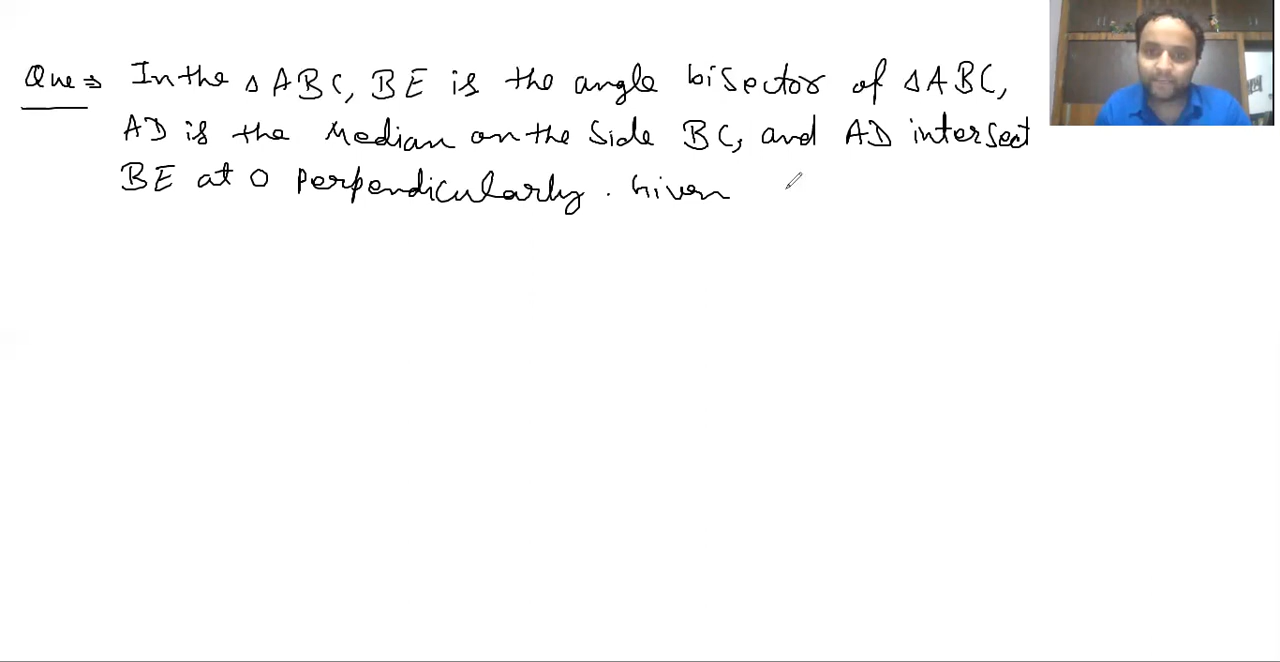 Que ⇒ In the △ ABC, BE is the angle bisector of △ABC,
AD is the Median on the Side BC, and AD intersect
BE at O Perpendicularly. Given